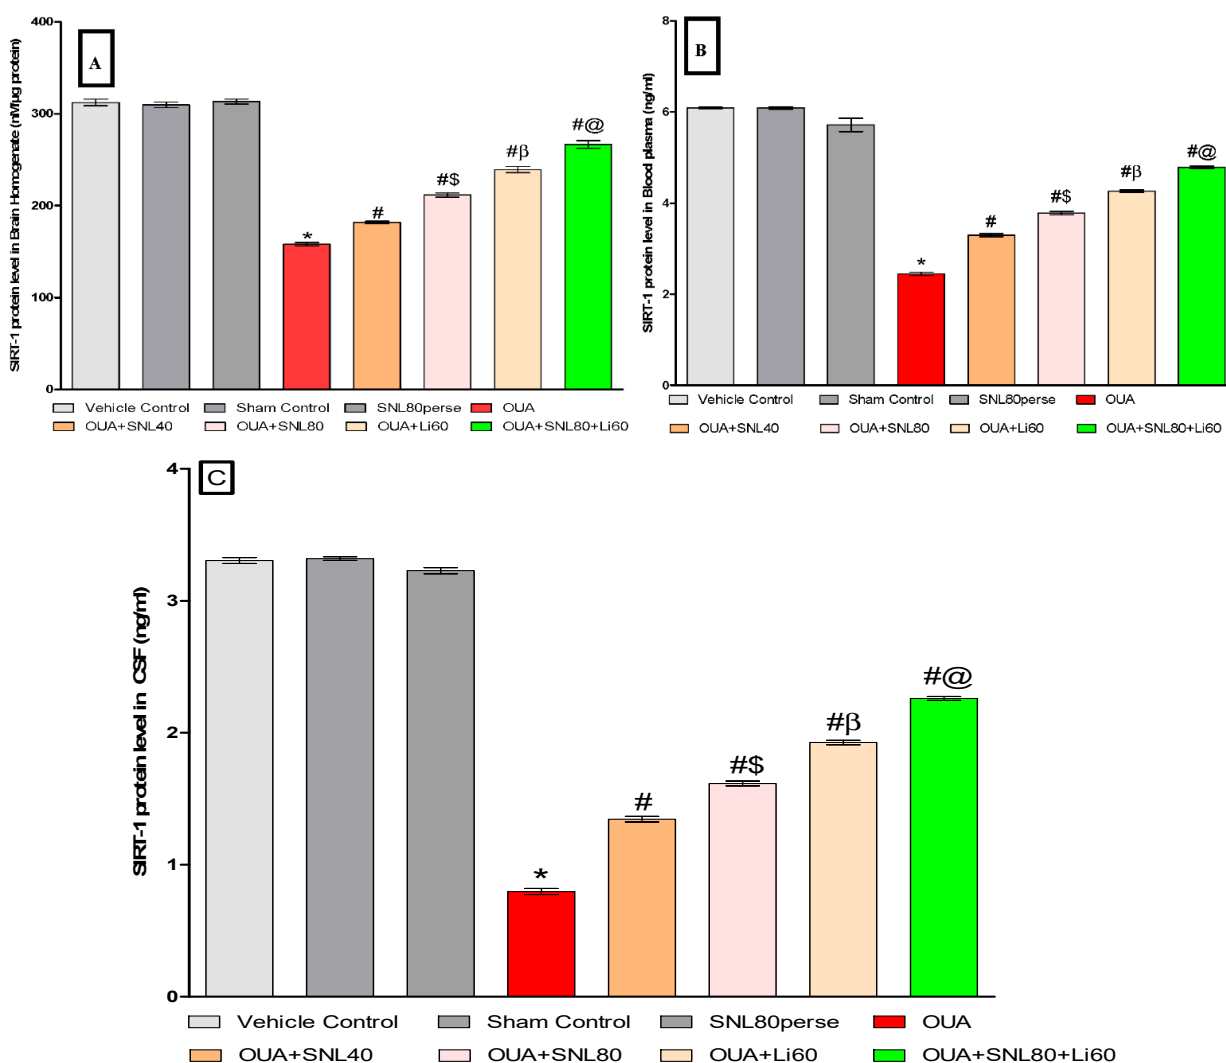 SIRT-1 protein level in Brain Homogenate (nM/µg protein)
400
300
200
100
0
A
*
#
#$
#β
#@
Vehicle Control
Sham Control
SNL80perse
OUA
OUA+SNL40
OUA+SNL80
OUA+Li60
OUA+SNL80+Li60
SIRT-1 protein level in Blood plasma (ng/ml)
8
6
4
2
0
B
*
#
#$
#β
#@
Vehicle Control
Sham Control
SNL80perse
OUA
OUA+SNL40
OUA+SNL80
OUA+Li60
OUA+SNL80+Li60
SIRT-1 protein level in CSF (ng/ml)
4
3
2
1
0
C
*
#
#$
#β
#@
Vehicle Control
Sham Control
SNL80perse
OUA
OUA+SNL40
OUA+SNL80
OUA+Li60
OUA+SNL80+Li60